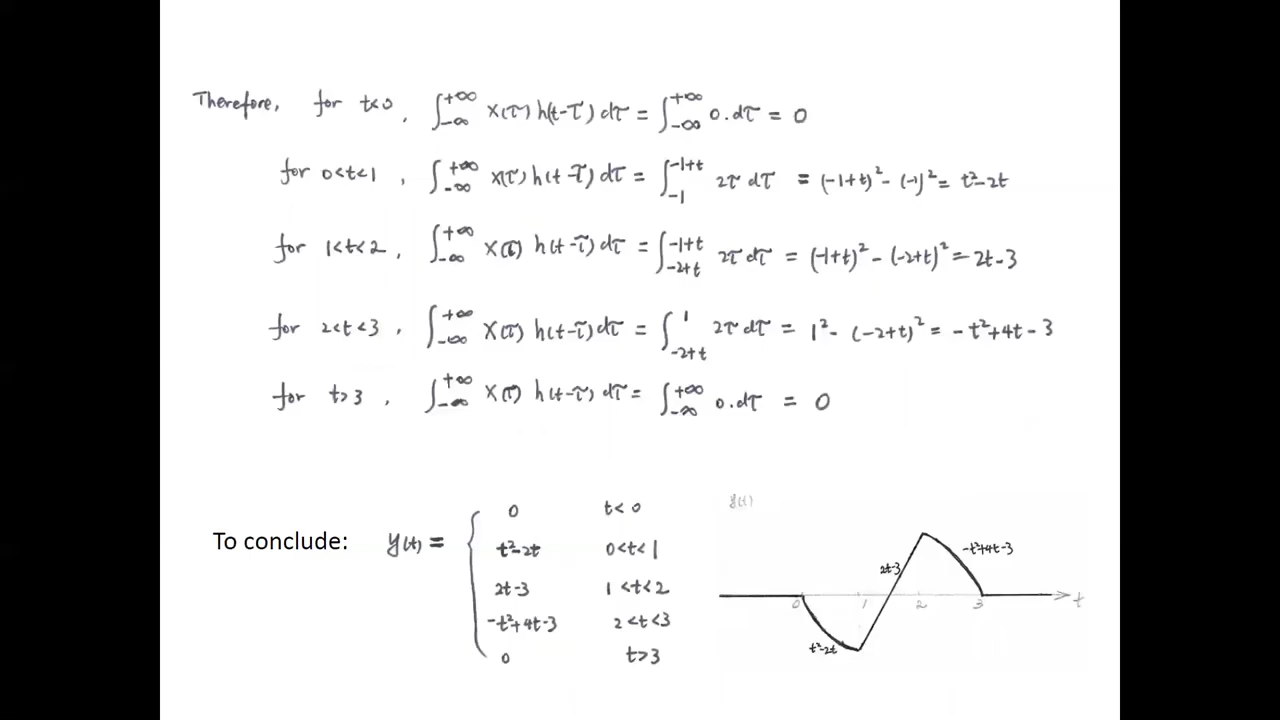 Therefore, for t<0, ∫_{-∞}^{+∞} x(τ) h(t-τ) dτ = ∫_{-∞}^{+∞} 0.dτ = 0
for 0<t<1, ∫_{-∞}^{+∞} x(τ) h(t-τ) dτ = ∫_{-1}^{-1+t} 2τ dτ = (-1+t)² - (-1)² = t²-2t
for 1<t<2, ∫_{-∞}^{+∞} x(τ) h(t-τ) dτ = ∫_{-2+t}^{-1+t} 2τ dτ = (-1+t)² - (-2+t)² = 2t-3
for 2<t<3, ∫_{-∞}^{+∞} x(τ) h(t-τ) dτ = ∫_{-2+t}^{1} 2τ dτ = 1² - (-2+t)² = -t²+4t-3
for t>3, ∫_{-∞}^{+∞} x(τ) h(t-τ) dτ = ∫_{-∞}^{+∞} 0.dτ = 0
To conclude: y(t) = {
0 t<0
t²-2t 0<t<1
2t-3 1<t<2
-t²+4t-3 2<t<3
0 t>3
y(t)
-t²+4t-3
2t-3
0 1 2 3 t
t²-2t